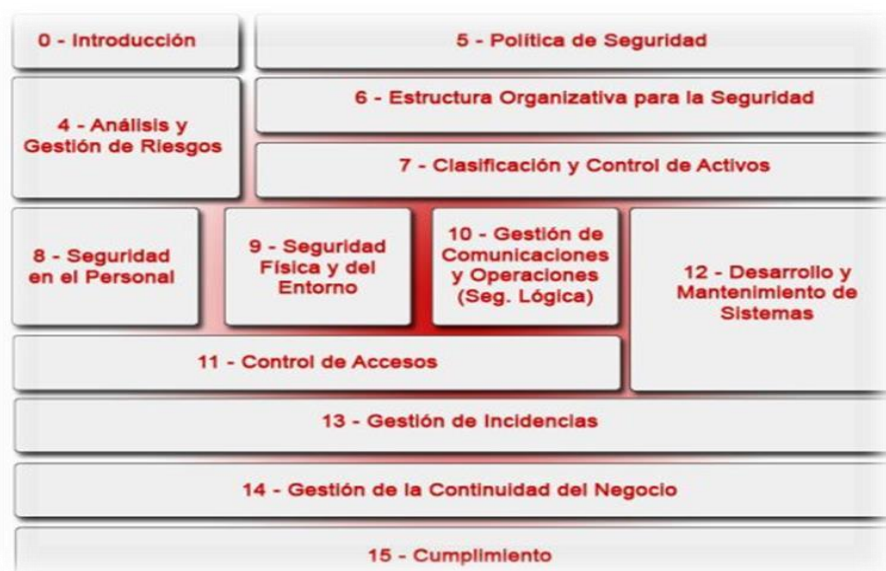 0 - Introducción
5 - Política de Seguridad
4 - Análisis y
Gestión de Riesgos
6 - Estructura Organizativa para la Seguridad
7 - Clasificación y Control de Activos
8 - Seguridad
en el Personal
9 - Seguridad
Física y del
Entorno
10 - Gestión de
Comunicaciones
y Operaciones
(Seg. Lógica)
12 - Desarrollo y
Mantenimiento de
Sistemas
11 - Control de Accesos
13 - Gestión de Incidencias
14 - Gestión de la Continuidad del Negocio
15 - Cumplimiento